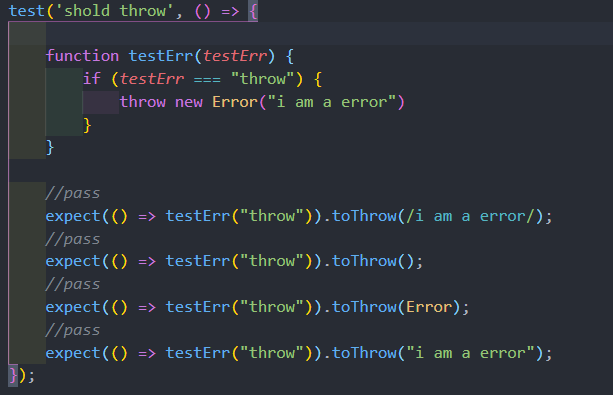 test('shold throw', () => {
function testErr(testErr) {
if (testErr === "throw") {
throw new Error("i am a error")
}
}
//pass
expect(() => testErr("throw")).toThrow(/i am a error/);
//pass
expect(() => testErr("throw")).toThrow();
//pass
expect(() => testErr("throw")).toThrow(Error);
//pass
expect(() => testErr("throw")).toThrow("i am a error");
});